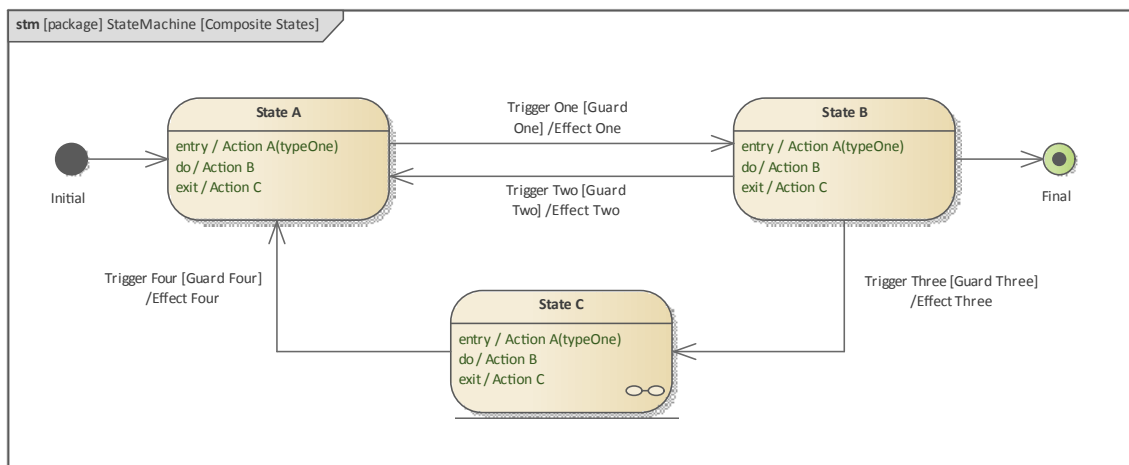 stm [package] StateMachine [Composite States]
State A
entry / Action A(typeOne)
do / Action B
exit / Action C
Trigger One [Guard
One] /Effect One
Trigger Two [Guard
Two] /Effect Two
State B
entry / Action A(typeOne)
do / Action B
exit / Action C
Initial
Final
Trigger Four [Guard Four]
/Effect Four
Trigger Three [Guard Three]
/Effect Three
State C
entry / Action A(typeOne)
do / Action B
exit / Action C